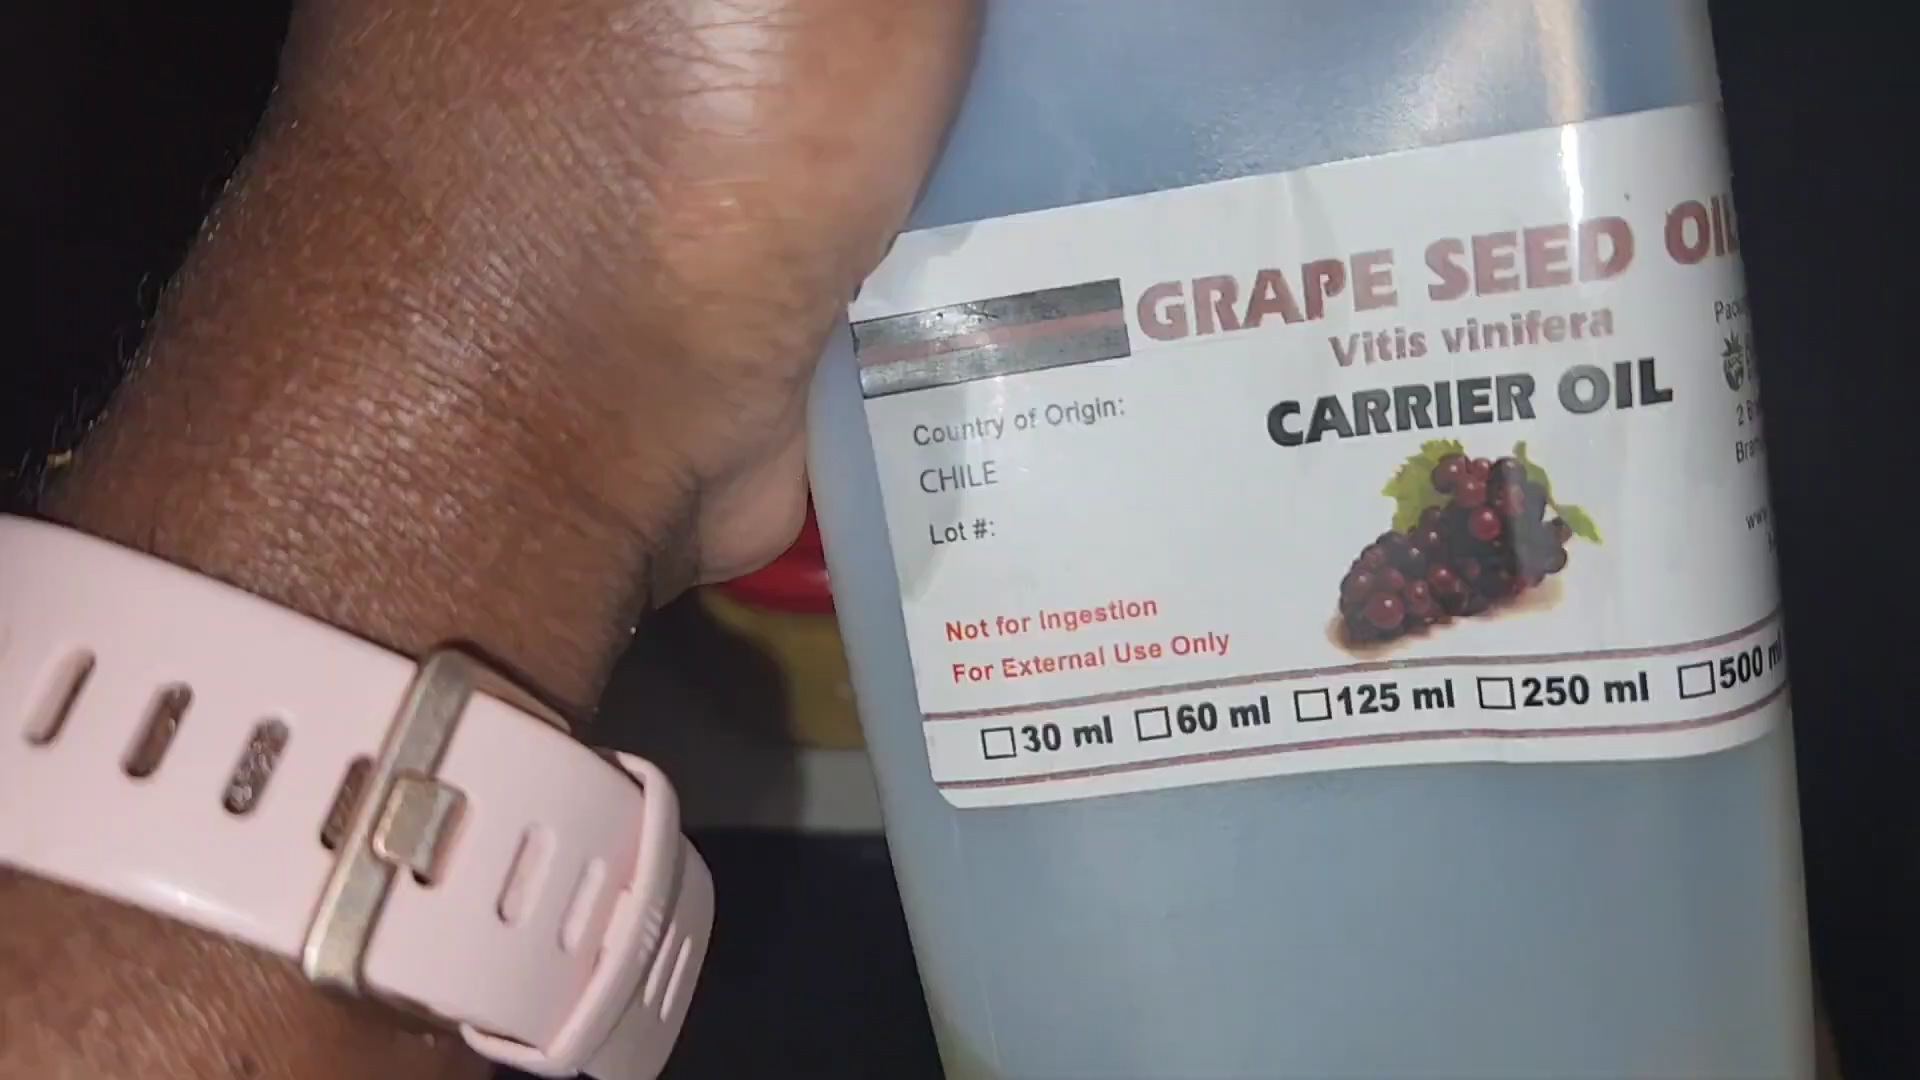 GRAPE SEED OIL
Vitis vinifera
CARRIER OIL
Country of Origin:
CHILE
Lot #:
Not for Ingestion
For External Use Only
30 ml 60 ml 125 ml 250 ml 500 ml